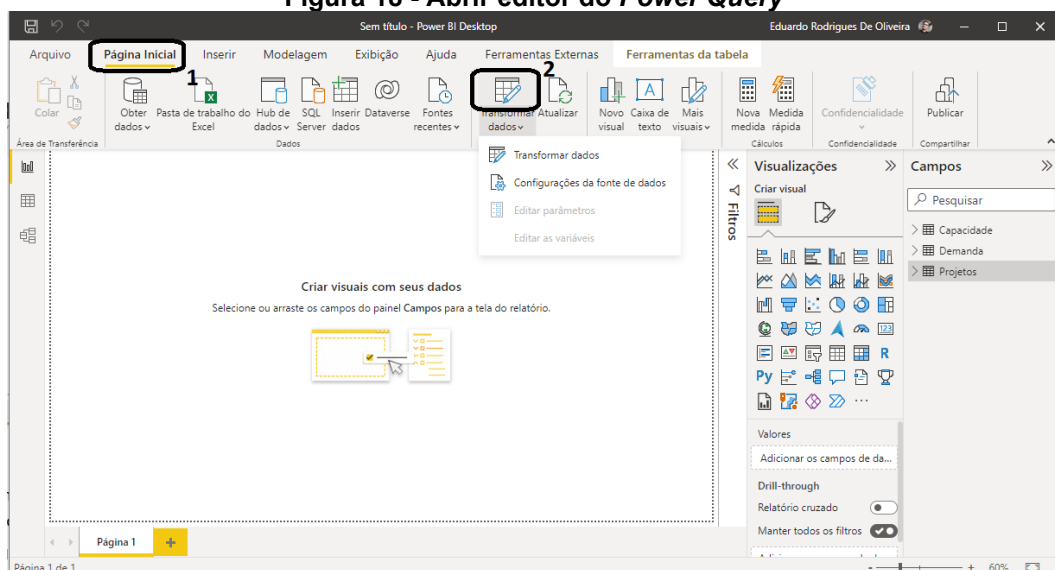 Figura 18 - Abrir editor do Power Query
Sem título - Power BI Desktop
Eduardo Rodrigues De Oliveira
Arquivo Página Inicial Inserir Modelagem Exibição Ajuda Ferramentas Externas Ferramentas da tabela
1
2
Colar
Obter dados
Pasta de trabalho do Excel
Hub de dados
SQL Server
Inserir dados
Dataverse
Fontes recentes
Transformar dados
Atualizar
Novo visual
Caixa de texto
Mais visuais
Nova medida
Medida rápida
Confidencialidade
Publicar
Área de Transferência
Dados
Cálculos
Confidencialidade
Compartilhar
Transformar dados
Configurações da fonte de dados
Editar parâmetros
Editar as variáveis
Criar visuais com seus dados
Selecione ou arraste os campos do painel Campos para a tela do relatório.
Filtros
Visualizações
Criar visual
123
R
Py
Valores
Adicionar os campos de da...
Drill-through
Relatório cruzado
Manter todos os filtros
Campos
Pesquisar
Capacidade
Demanda
Projetos
Página 1
Página 1 de 1
60%